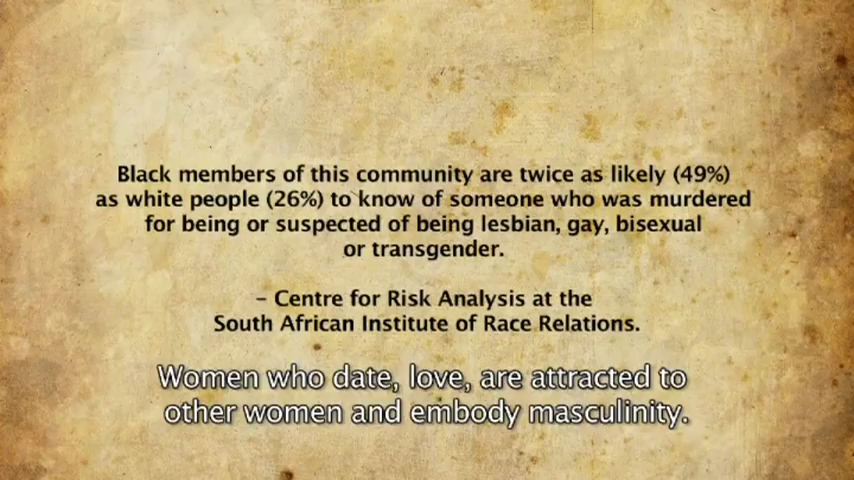 Black members of this community are twice as likely (49%)
as white people (26%) to know of someone who was murdered
for being or suspected of being lesbian, gay, bisexual
or transgender.
– Centre for Risk Analysis at the
South African Institute of Race Relations.
Women who date, love, are attracted to
other women and embody masculinity.